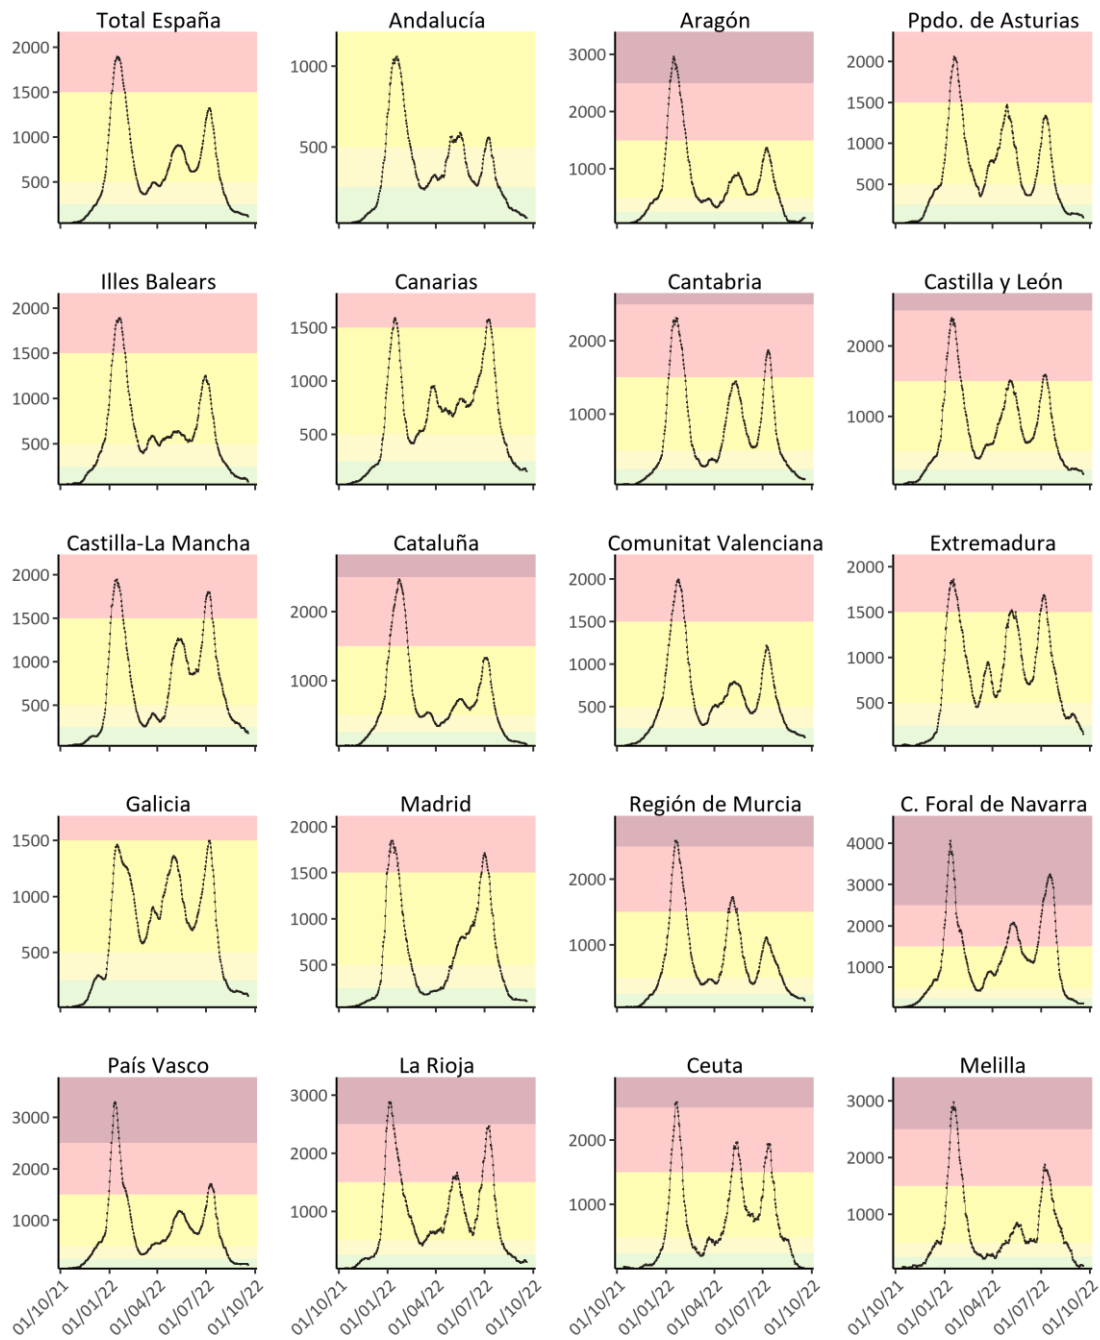 Total España Andalucía Aragón Ppdo. de Asturias
2000 1500 1000 500
1000 500
3000 2000 1000
2000 1500 1000 500
Illes Balears Canarias Cantabria Castilla y León
2000 1500 1000 500
1500 1000 500
2000 1000
2000 1000
Castilla-La Mancha Cataluña Comunitat Valenciana Extremadura
2000 1500 1000 500
2000 1000
2000 1500 1000 500
2000 1500 1000 500
Galicia Madrid Región de Murcia C. Foral de Navarra
1500 1000 500
2000 1500 1000 500
2000 1000
4000 3000 2000 1000
País Vasco La Rioja Ceuta Melilla
3000 2000 1000
3000 2000 1000
2000 1000
3000 2000 1000
01/10/21 01/01/22 01/04/22 01/07/22 01/10/22
01/10/21 01/01/22 01/04/22 01/07/22 01/10/22
01/10/21 01/01/22 01/04/22 01/07/22 01/10/22
01/10/21 01/01/22 01/04/22 01/07/22 01/10/22